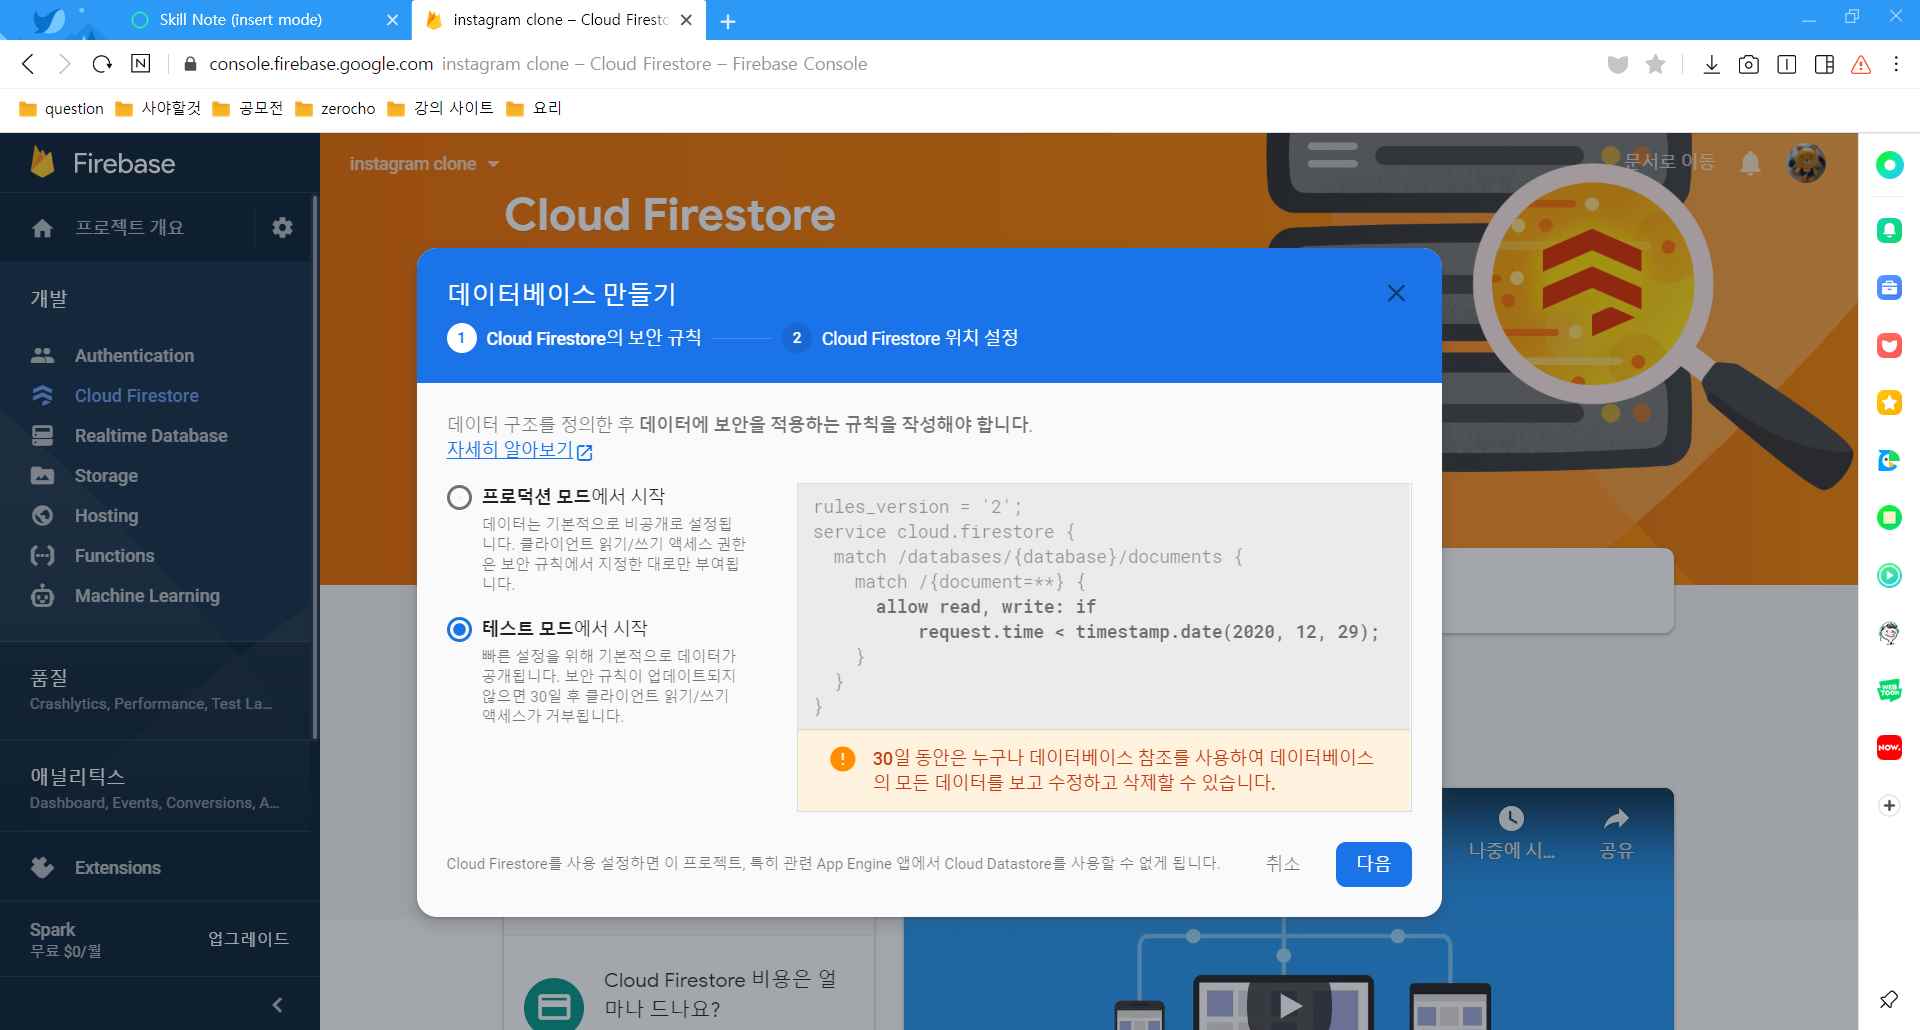 Skill Note (insert mode)
instagram clone – Cloud Firesto
console.firebase.google.com instagram clone – Cloud Firestore – Firebase Console
question 사야할것 공모전 zerocho 강의 사이트 요리
Firebase
instagram clone
문서로 이동
프로젝트 개요
Cloud Firestore
개발
Authentication
Cloud Firestore
Realtime Database
Storage
Hosting
Functions
Machine Learning
품질
Crashlytics, Performance, Test La...
애널리틱스
Dashboard, Events, Conversions, A...
Extensions
Spark
무료 $0/월
업그레이드
데이터베이스 만들기
1 Cloud Firestore의 보안 규칙
2 Cloud Firestore 위치 설정
데이터 구조를 정의한 후 데이터에 보안을 적용하는 규칙을 작성해야 합니다.
자세히 알아보기
프로덕션 모드에서 시작
데이터는 기본적으로 비공개로 설정됩
니다. 클라이언트 읽기/쓰기 액세스 권한
은 보안 규칙에서 지정한 대로만 부여됩
니다.
테스트 모드에서 시작
빠른 설정을 위해 기본적으로 데이터가
공개됩니다. 보안 규칙이 업데이트되지
않으면 30일 후 클라이언트 읽기/쓰기
액세스가 거부됩니다.
rules_version = '2';
service cloud.firestore {
match /databases/{database}/documents {
match /{document=**} {
allow read, write: if
request.time < timestamp.date(2020, 12, 29);
}
}
}
30일 동안은 누구나 데이터베이스 참조를 사용하여 데이터베이스
의 모든 데이터를 보고 수정하고 삭제할 수 있습니다.
Cloud Firestore를 사용 설정하면 이 프로젝트, 특히 관련 App Engine 앱에서 Cloud Datastore를 사용할 수 없게 됩니다.
취소
다음
나중에 시...
공유
Cloud Firestore 비용은 얼
마나 드나요?
WEB
TOON
NOW.